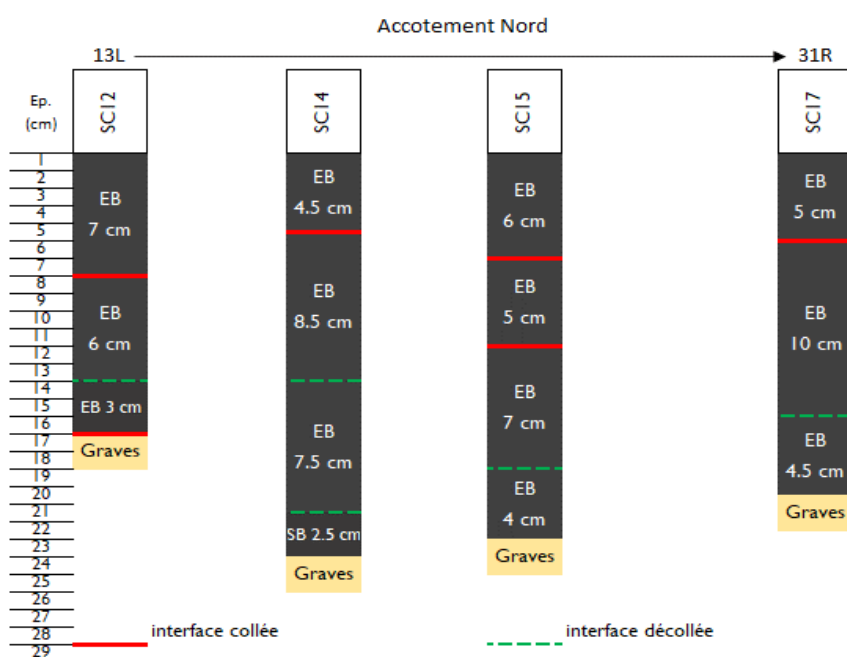 Accotement Nord
13L
31R
Ep.
(cm)
SC12
SC14
SC15
SC17
1
2
3
4
5
6
7
8
9
10
11
12
13
14
15
16
17
18
19
20
21
22
23
24
25
26
27
28
29
EB
7 cm
EB
6 cm
EB 3 cm
Graves
EB
4.5 cm
EB
8.5 cm
EB
7.5 cm
SB 2.5 cm
Graves
EB
6 cm
EB
5 cm
EB
7 cm
EB
4 cm
Graves
EB
5 cm
EB
10 cm
EB
4.5 cm
Graves
interface collée
interface décollée